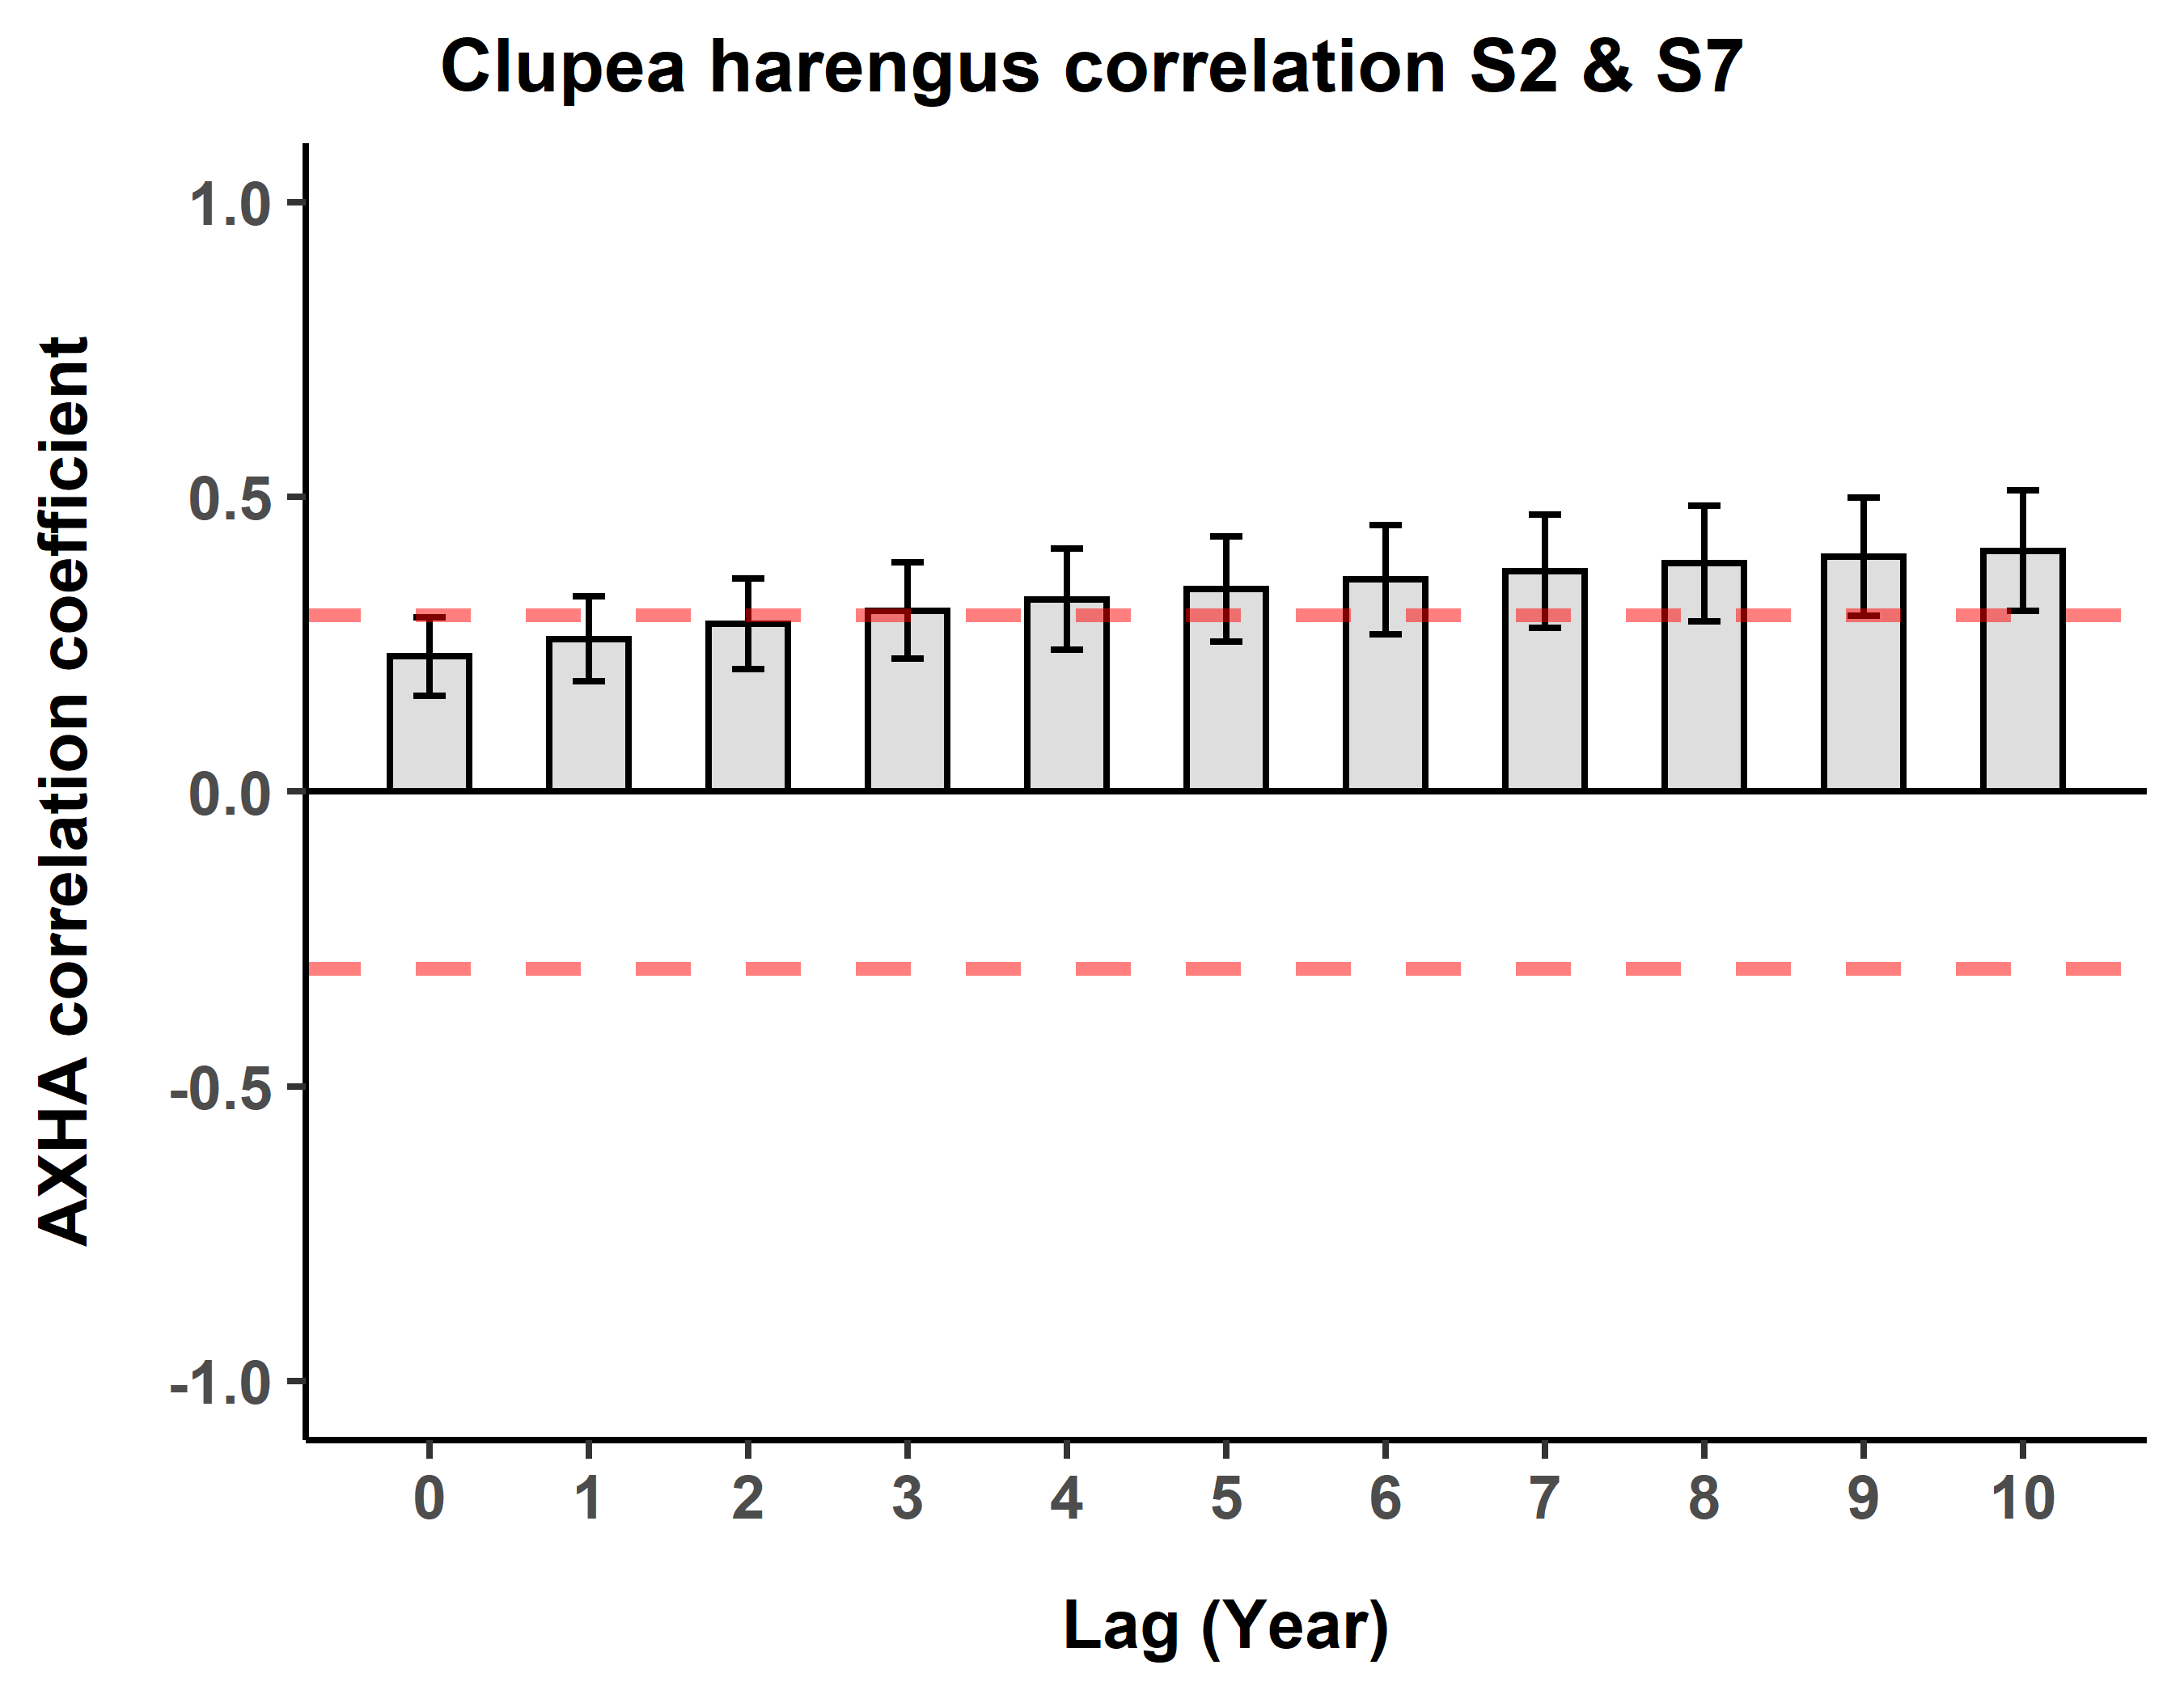 Clupea harengus correlation S2 & S7
AXHA correlation coefficient
1.0
0.5
0.0
-0.5
-1.0
0 1 2 3 4 5 6 7 8 9 10
Lag (Year)